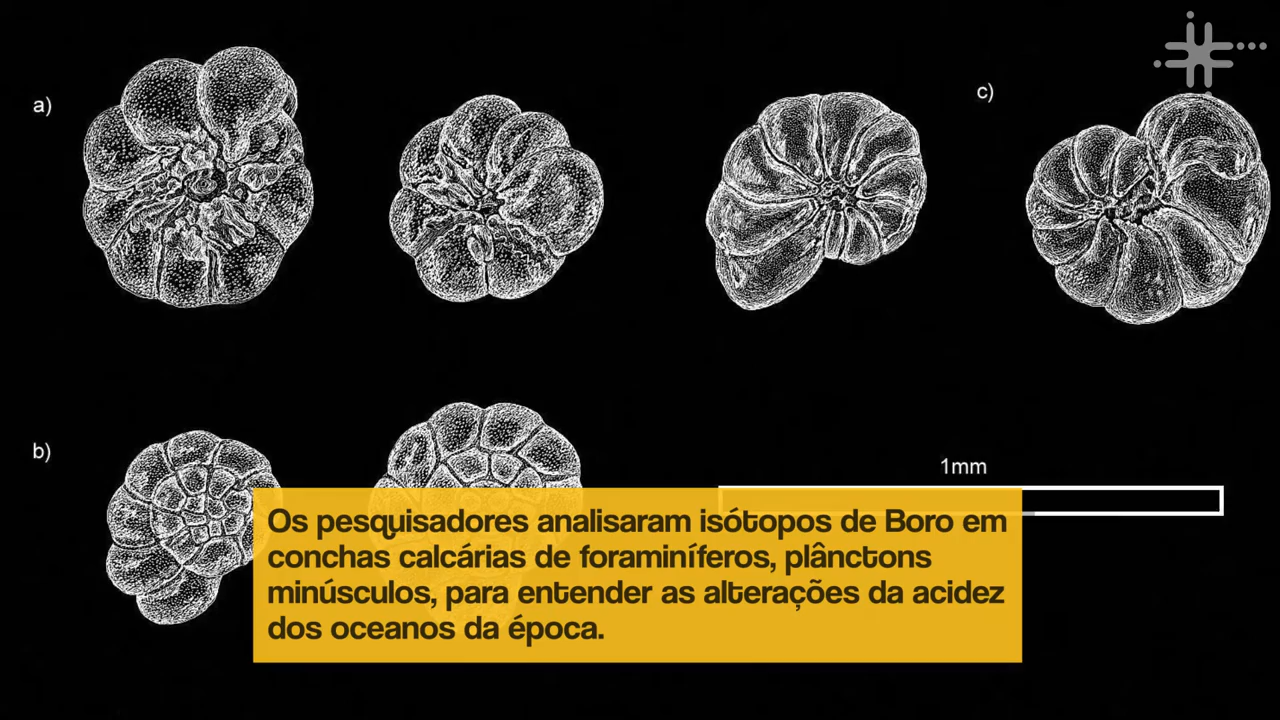 a)
c)
b)
1mm
Os pesquisadores analisaram isótopos de Boro em
conchas calcárias de foraminíferos, plânctons
minúsculos, para entender as alterações da acidez
dos oceanos da época.